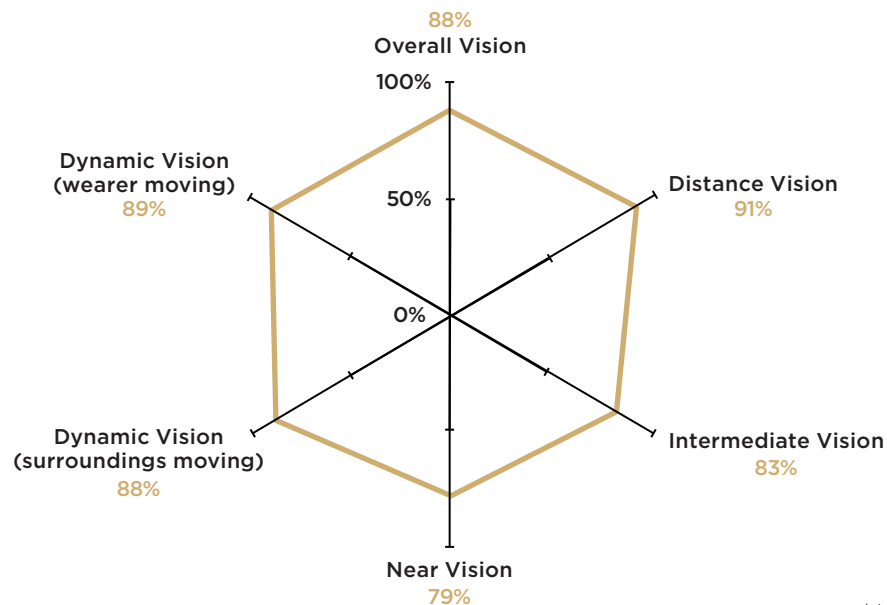 88%
Overall Vision
100%
Dynamic Vision
(wearer moving)
89%
Distance Vision
91%
50%
0%
Dynamic Vision
(surroundings moving)
88%
Intermediate Vision
83%
Near Vision
79%